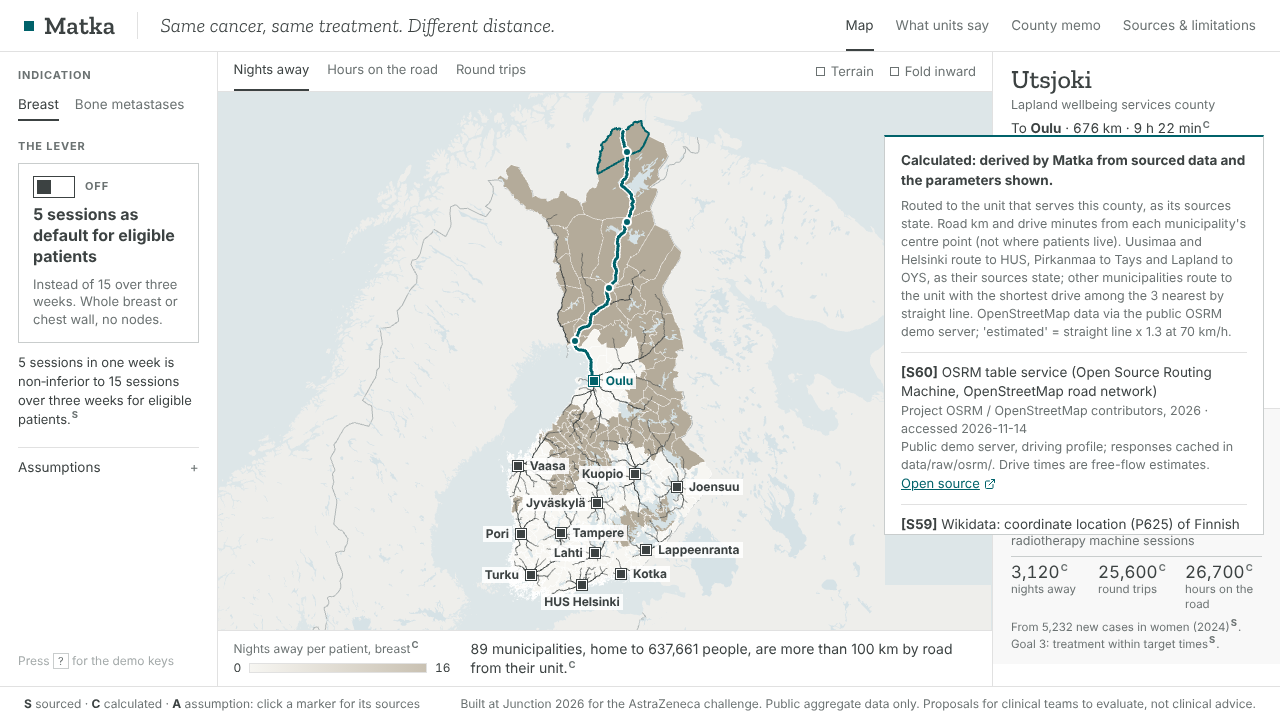 Matka
Same cancer, same treatment. Different distance.
Map
What units say
County memo
Sources & limitations
INDICATION
Breast
Bone metastases
THE LEVER
OFF
5 sessions as
default for eligible
patients
Instead of 15 over three
weeks. Whole breast or
chest wall, no nodes.
5 sessions in one week is
non-inferior to 15 sessions
over three weeks for eligible
patients.S
Assumptions +
Press ? for the demo keys
Nights away
Hours on the road
Round trips
Terrain
Fold inward
Oulu
Vaasa
Kuopio
Joensuu
Jyväskylä
Pori
Tampere
Lahti
Lappeenranta
Turku
Kotka
HUS Helsinki
Nights away per patient, breastC
0 16
89 municipalities, home to 637,661 people, are more than 100 km by road
from their unit.C
Utsjoki
Lapland wellbeing services county
To Oulu · 676 km · 9 h 22 minC
Calculated: derived by Matka from sourced data and
the parameters shown.
Routed to the unit that serves this county, as its sources
state. Road km and drive minutes from each municipality's
centre point (not where patients live). Uusimaa and
Helsinki route to HUS, Pirkanmaa to Tays and Lapland to
OYS, as their sources state; other municipalities route to
the unit with the shortest drive among the 3 nearest by
straight line. OpenStreetMap data via the public OSRM
demo server; 'estimated' = straight line x 1.3 at 70 km/h.
[S60] OSRM table service (Open Source Routing
Machine, OpenStreetMap road network)
Project OSRM / OpenStreetMap contributors, 2026 ·
accessed 2026-11-14
Public demo server, driving profile; responses cached in
data/raw/osrm/. Drive times are free-flow estimates.
Open source
[S59] Wikidata: coordinate location (P625) of Finnish
radiotherapy machine sessions
3,120C
nights away
25,600C
round trips
26,700C
hours on the
road
From 5,232 new cases in women (2024)S.
Goal 3: treatment within target timesS.
S sourced · C calculated · A assumption: click a marker for its sources
Built at Junction 2026 for the AstraZeneca challenge. Public aggregate data only. Proposals for clinical teams to evaluate, not clinical advice.